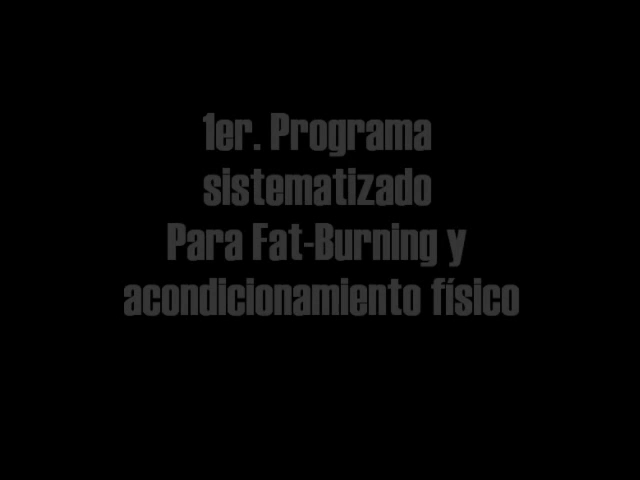 1er. Programa
sistematizado
Para Fat-Burning y
acondicionamiento físico